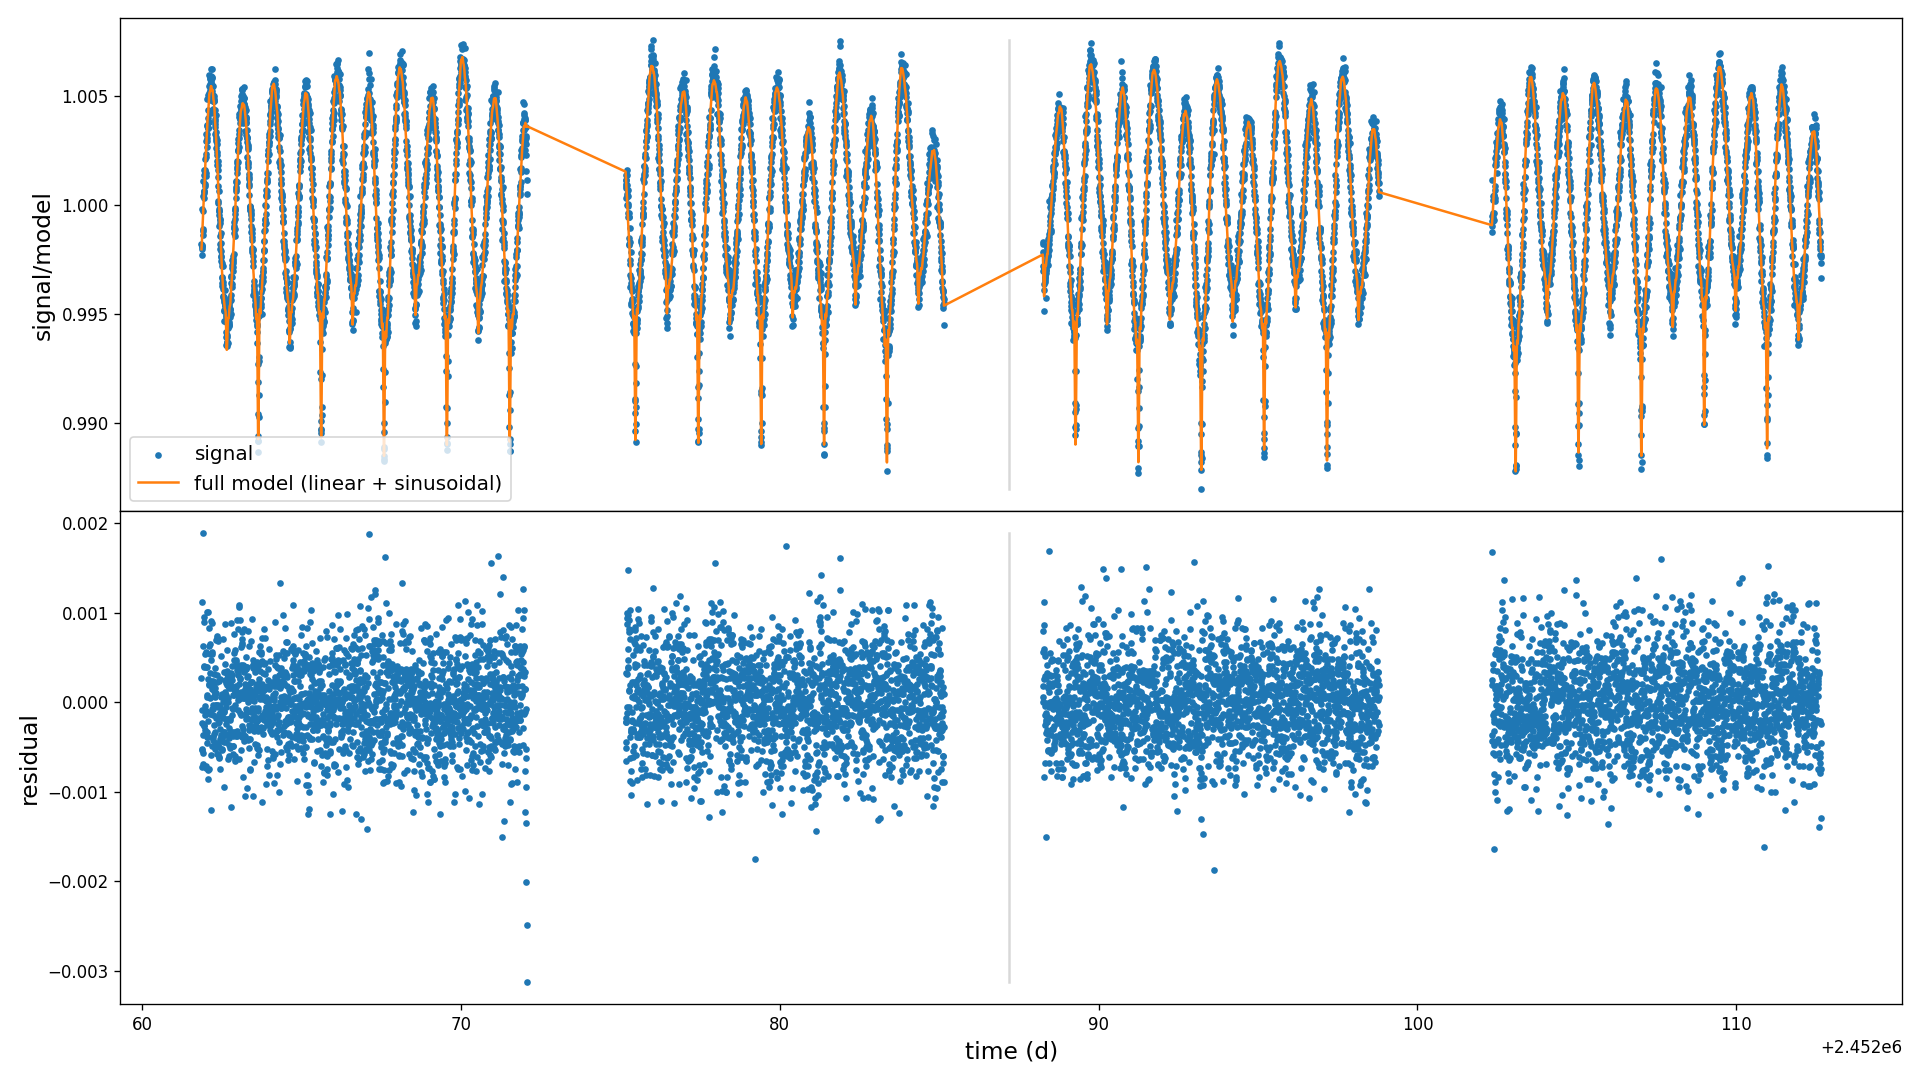 1.005
1.000
0.995
0.990
signal/model
signal
full model (linear + sinusoidal)
0.002
0.001
0.000
−0.001
−0.002
−0.003
residual
60 70 80 90 100 110
+2.452e6
time (d)